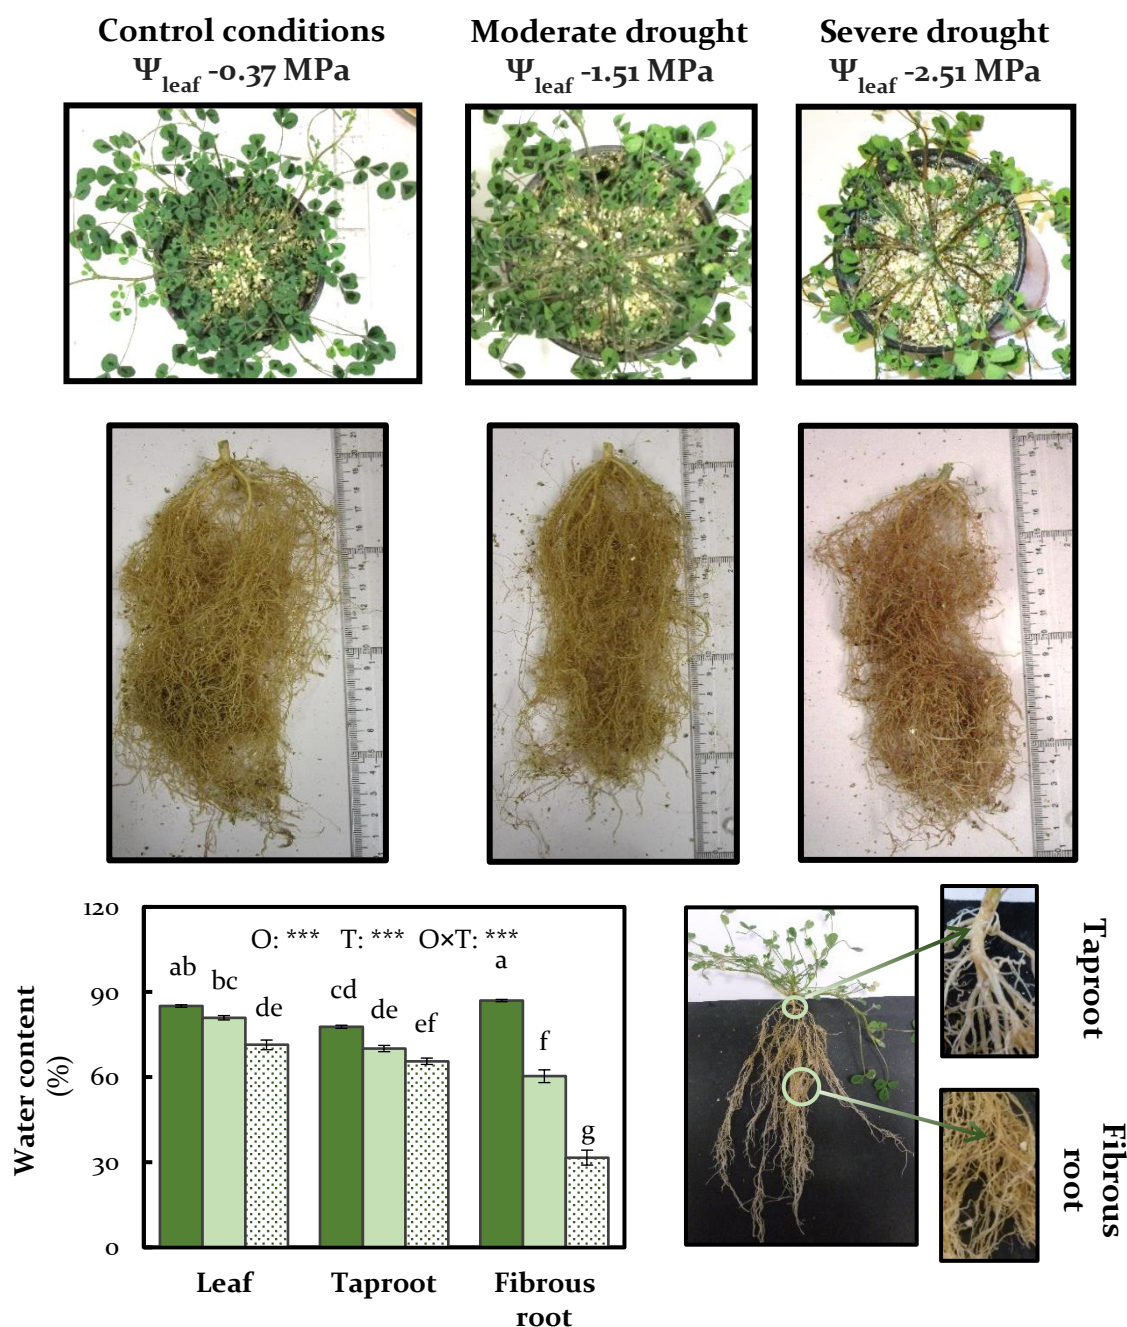 Control conditions
Ψleaf -0.37 MPa
Moderate drought
Ψleaf -1.51 MPa
Severe drought
Ψleaf -2.51 MPa
Water content
(%)
120
90
60
30
0
O: *** T: *** O×T: ***
ab
bc
de
cd
de
ef
a
f
g
Leaf
Taproot
Fibrous
root
Taproot
Fibrous
root